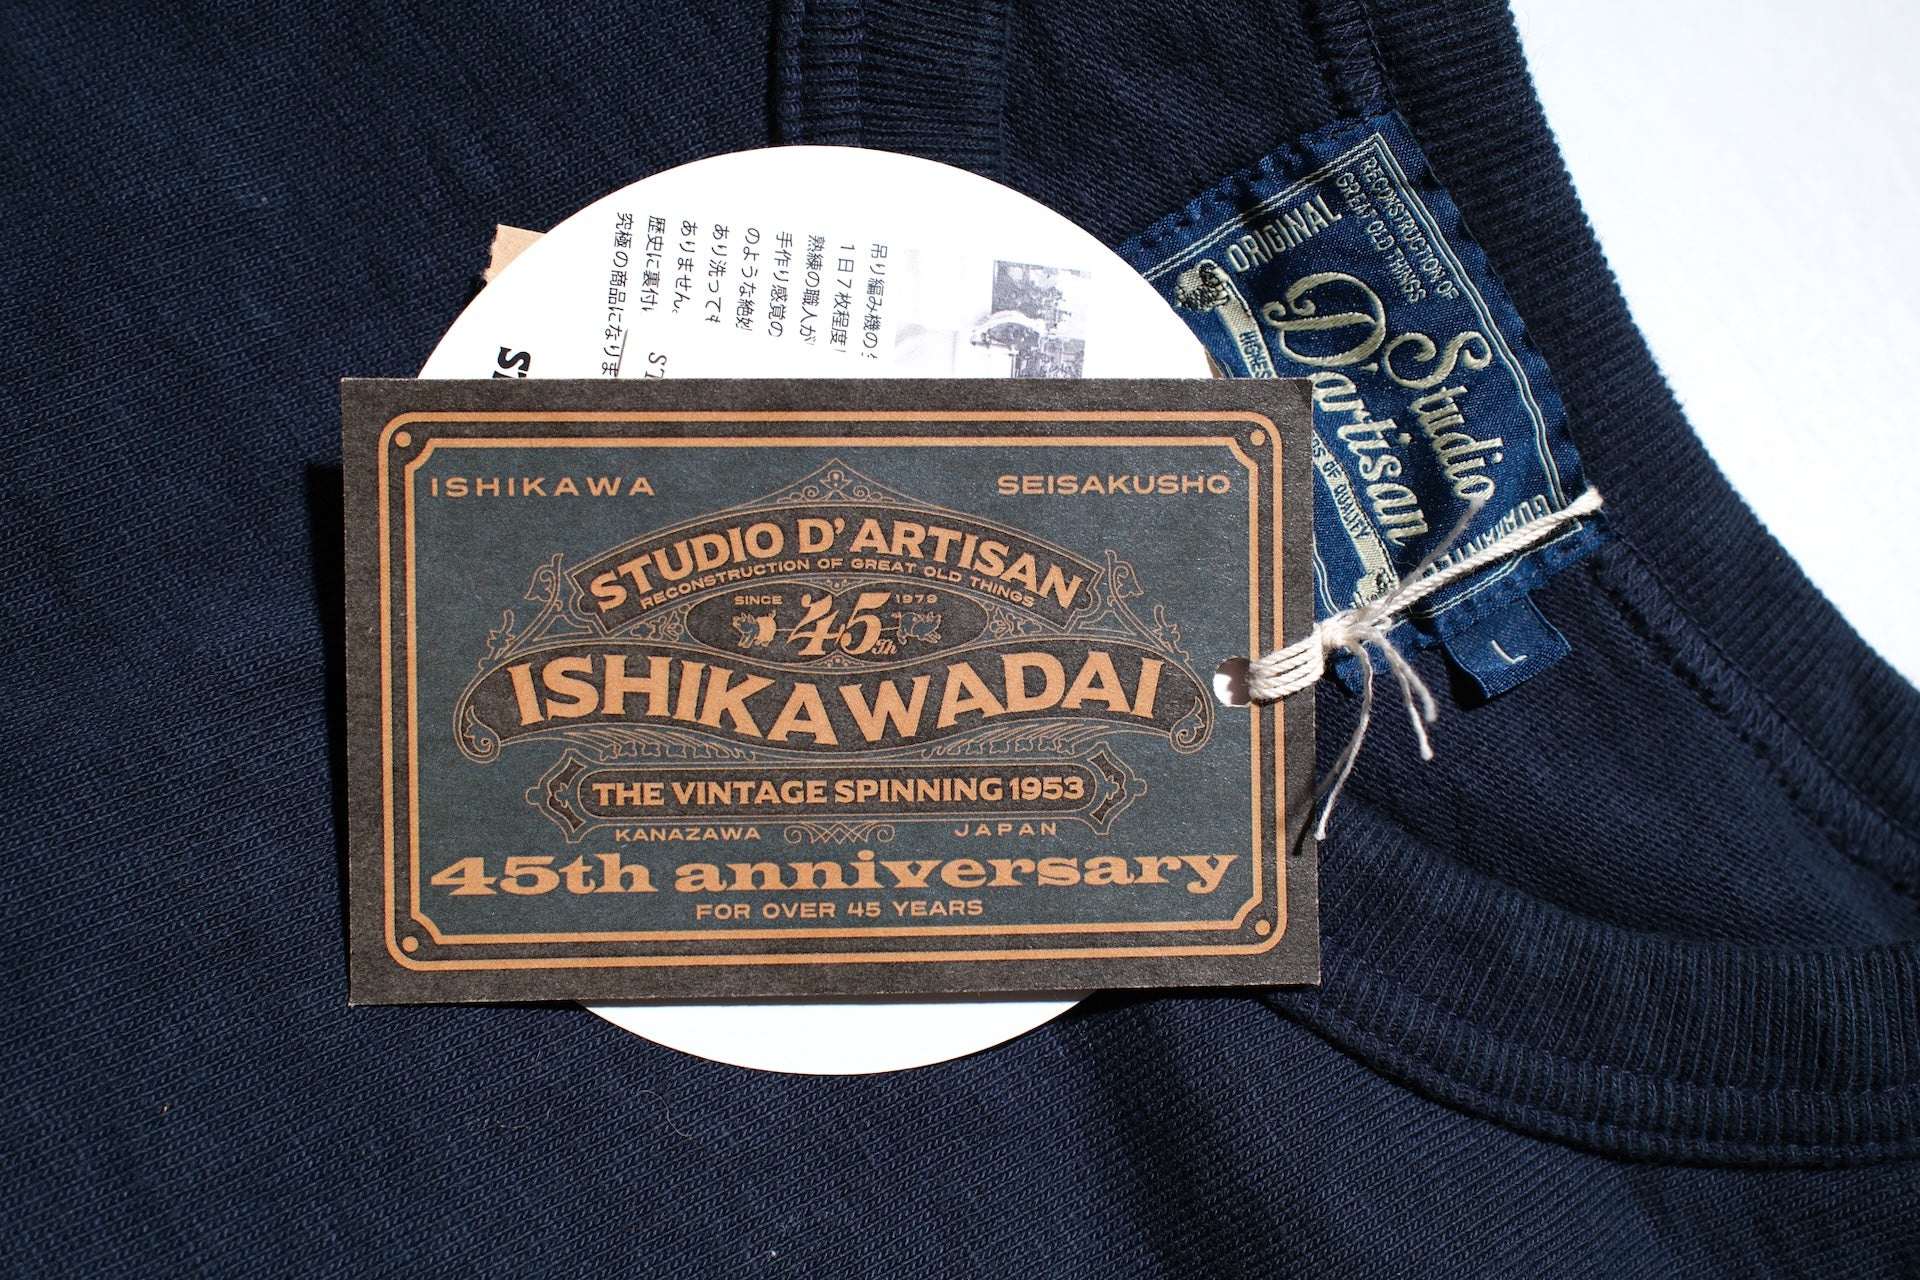 ISHIKAWA
SEISAKUSHO
STUDIO D'ARTISAN
RECONSTRUCTION OF GREAT OLD THINGS
SINCE 45th 1979
ISHIKAWADAI
THE VINTAGE SPINNING 1953
KANAZAWA
JAPAN
45th anniversary
FOR OVER 45 YEARS
吊り編み機の
1日7枚程度
熟練の職人が
手作り感覚の
のような絶妙
あり洗っても
ありません。
歴史に裏付
究極の商品になりま
RECONSTRUCTION OF
GREAT OLD THINGS
ORIGINAL
Studio
D'artisan
OF QUALITY
L